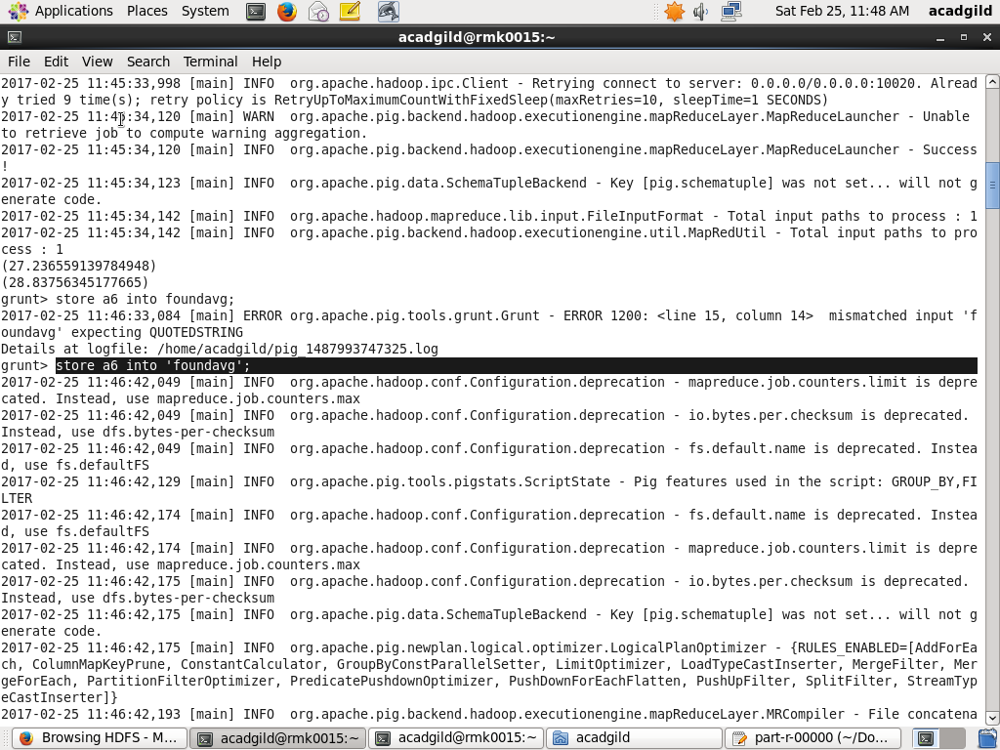 Applications Places System Sat Feb 25, 11:48 AM acadgild
acadgild@rmk0015:~
File Edit View Search Terminal Help
2017-02-25 11:45:33,998 [main] INFO  org.apache.hadoop.ipc.Client - Retrying connect to server: 0.0.0.0/0.0.0.0:10020. Alread
y tried 9 time(s); retry policy is RetryUpToMaximumCountWithFixedSleep(maxRetries=10, sleepTime=1 SECONDS)
2017-02-25 11:45:34,120 [main] WARN  org.apache.pig.backend.hadoop.executionengine.mapReduceLayer.MapReduceLauncher - Unable
to retrieve job to compute warning aggregation.
2017-02-25 11:45:34,120 [main] INFO  org.apache.pig.backend.hadoop.executionengine.mapReduceLayer.MapReduceLauncher - Success
!
2017-02-25 11:45:34,123 [main] INFO  org.apache.pig.data.SchemaTupleBackend - Key [pig.schematuple] was not set... will not g
enerate code.
2017-02-25 11:45:34,142 [main] INFO  org.apache.hadoop.mapreduce.lib.input.FileInputFormat - Total input paths to process : 1
2017-02-25 11:45:34,142 [main] INFO  org.apache.pig.backend.hadoop.executionengine.util.MapRedUtil - Total input paths to pro
cess : 1
(27.236559139784948)
(28.83756345177665)
grunt> store a6 into foundavg;
2017-02-25 11:46:33,084 [main] ERROR org.apache.pig.tools.grunt.Grunt - ERROR 1200: <line 15, column 14>  mismatched input 'f
oundavg' expecting QUOTEDSTRING
Details at logfile: /home/acadgild/pig_1487993747325.log
grunt> store a6 into 'foundavg';
2017-02-25 11:46:42,049 [main] INFO  org.apache.hadoop.conf.Configuration.deprecation - mapreduce.job.counters.limit is depre
cated. Instead, use mapreduce.job.counters.max
2017-02-25 11:46:42,049 [main] INFO  org.apache.hadoop.conf.Configuration.deprecation - io.bytes.per.checksum is deprecated.
Instead, use dfs.bytes-per-checksum
2017-02-25 11:46:42,049 [main] INFO  org.apache.hadoop.conf.Configuration.deprecation - fs.default.name is deprecated. Instea
d, use fs.defaultFS
2017-02-25 11:46:42,129 [main] INFO  org.apache.pig.tools.pigstats.ScriptState - Pig features used in the script: GROUP_BY,FI
LTER
2017-02-25 11:46:42,174 [main] INFO  org.apache.hadoop.conf.Configuration.deprecation - fs.default.name is deprecated. Instea
d, use fs.defaultFS
2017-02-25 11:46:42,174 [main] INFO  org.apache.hadoop.conf.Configuration.deprecation - mapreduce.job.counters.limit is depre
cated. Instead, use mapreduce.job.counters.max
2017-02-25 11:46:42,175 [main] INFO  org.apache.hadoop.conf.Configuration.deprecation - io.bytes.per.checksum is deprecated.
Instead, use dfs.bytes-per-checksum
2017-02-25 11:46:42,175 [main] INFO  org.apache.pig.data.SchemaTupleBackend - Key [pig.schematuple] was not set... will not g
enerate code.
2017-02-25 11:46:42,175 [main] INFO  org.apache.pig.newplan.logical.optimizer.LogicalPlanOptimizer - {RULES_ENABLED=[AddForEa
ch, ColumnMapKeyPrune, ConstantCalculator, GroupByConstParallelSetter, LimitOptimizer, LoadTypeCastInserter, MergeFilter, Mer
geForEach, PartitionFilterOptimizer, PredicatePushdownOptimizer, PushDownForEachFlatten, PushUpFilter, SplitFilter, StreamTyp
eCastInserter]}
2017-02-25 11:46:42,193 [main] INFO  org.apache.pig.backend.hadoop.executionengine.mapReduceLayer.MRCompiler - File concatena
Browsing HDFS - M... acadgild@rmk0015:~ acadgild@rmk0015:~ acadgild part-r-00000 (~/Do...